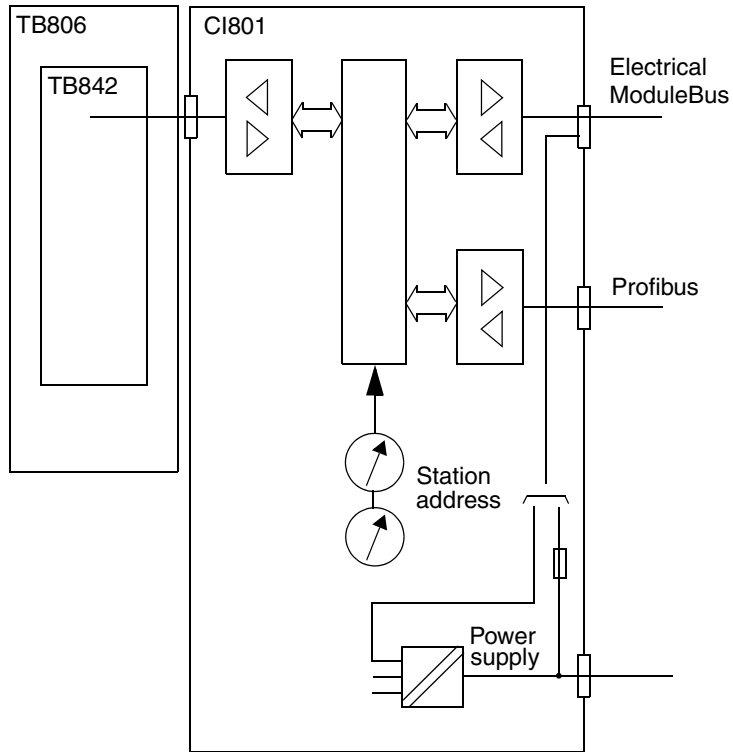 TB806
CI801
TB842
Electrical
ModuleBus
Profibus
Station
address
Power
supply